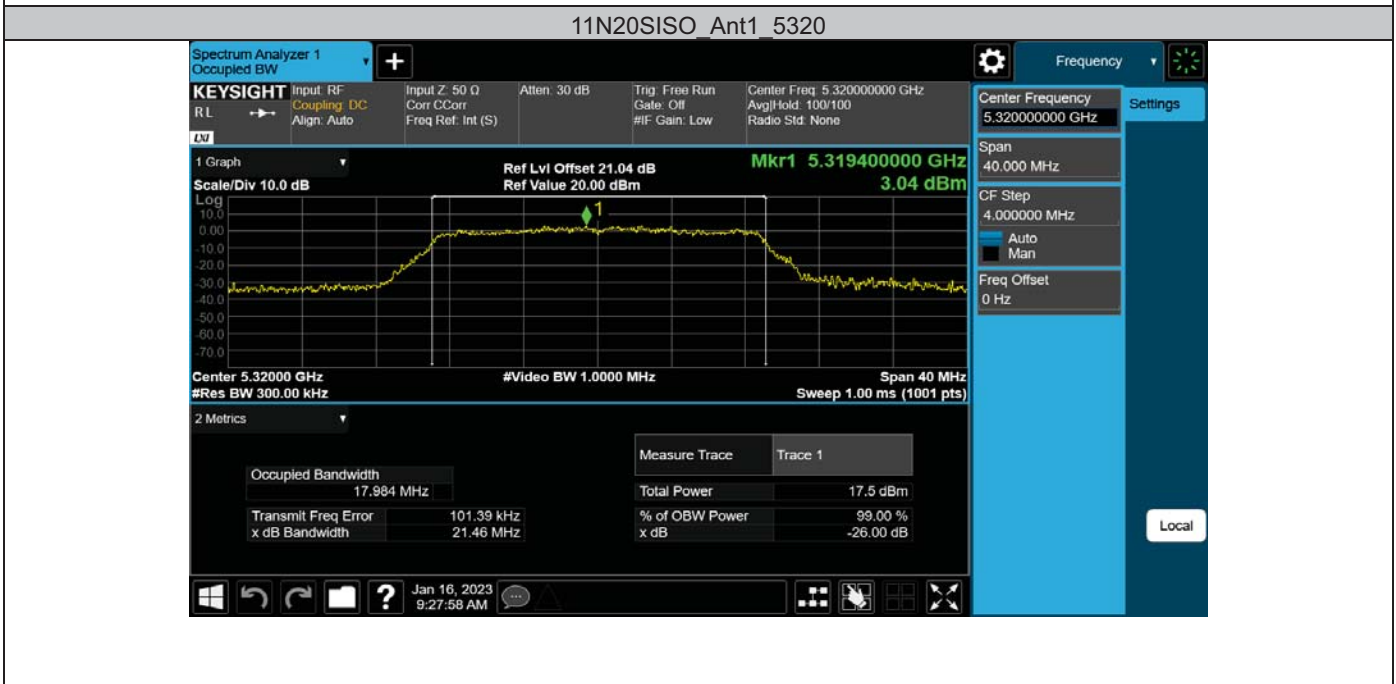 11N20SISO_Ant1_5320
Spectrum Analyzer 1
Occupied BW
Frequency
KEYSIGHT
R L
LXI
Input: RF
Coupling: DC
Align: Auto
Input Z: 50 Ω
Corr CCorr
Freq Ref: Int (S)
Atten: 30 dB
Trig: Free Run
Gate: Off
#IF Gain: Low
Center Freq: 5.320000000 GHz
Avg|Hold: 100/100
Radio Std: None
Center Frequency
5.320000000 GHz
Settings
Span
40.000 MHz
CF Step
4.000000 MHz
Auto
Man
Freq Offset
0 Hz
Local
1 Graph
Scale/Div 10.0 dB
Ref Lvl Offset 21.04 dB
Ref Value 20.00 dBm
Mkr1 5.319400000 GHz
3.04 dBm
Log
10.0
0.00
-10.0
-20.0
-30.0
-40.0
-50.0
-60.0
-70.0
1
Center 5.32000 GHz
#Res BW 300.00 kHz
#Video BW 1.0000 MHz
Span 40 MHz
Sweep 1.00 ms (1001 pts)
2 Metrics
Measure Trace Trace 1
Occupied Bandwidth
17.984 MHz
Total Power 17.5 dBm
Transmit Freq Error 101.39 kHz
% of OBW Power 99.00 %
x dB Bandwidth 21.46 MHz
x dB -26.00 dB
?
Jan 16, 2023
9:27:58 AM